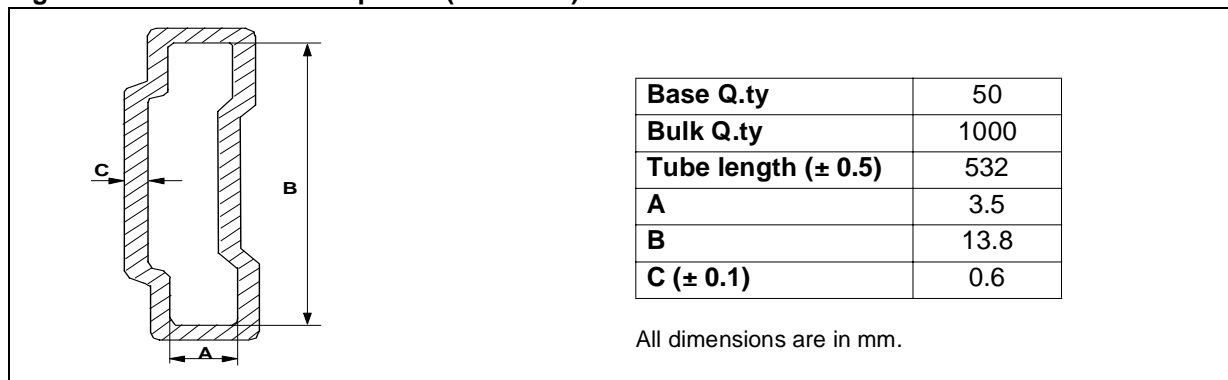 C
B
A
Base Q.ty 50
Bulk Q.ty 1000
Tube length (± 0.5) 532
A 3.5
B 13.8
C (± 0.1) 0.6
All dimensions are in mm.